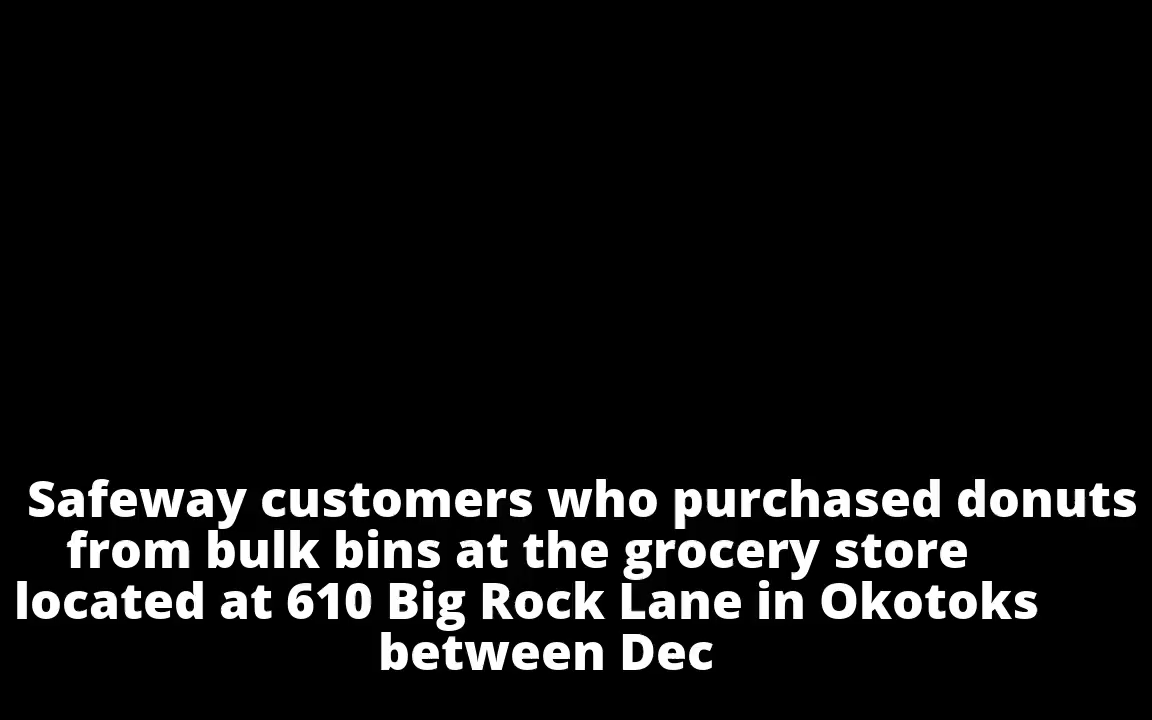 Safeway customers who purchased donuts
from bulk bins at the grocery store
located at 610 Big Rock Lane in Okotoks
between Dec